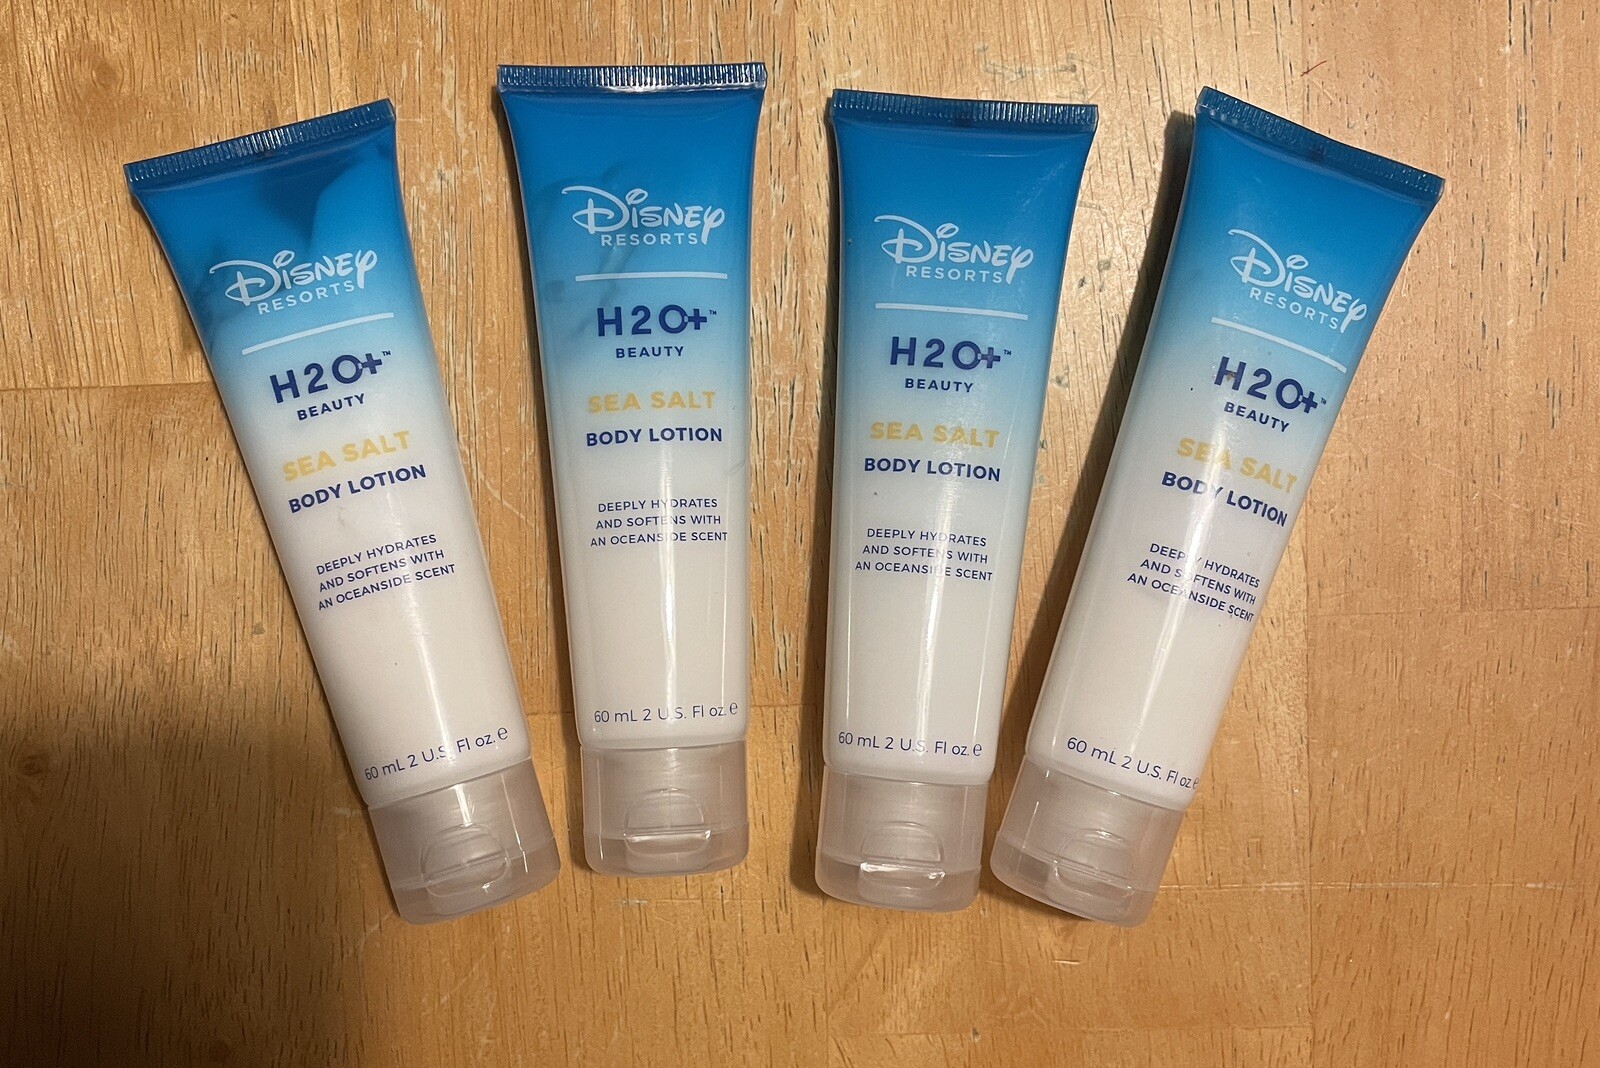 Disney
RESORTS
H2O+™
BEAUTY
SEA SALT
BODY LOTION
DEEPLY HYDRATES
AND SOFTENS WITH
AN OCEANSIDE SCENT
60 mL 2 U.S. Fl oz. ℮
Disney
RESORTS
H2O+™
BEAUTY
SEA SALT
BODY LOTION
DEEPLY HYDRATES
AND SOFTENS WITH
AN OCEANSIDE SCENT
60 mL 2 U.S. Fl oz. ℮
Disney
RESORTS
H2O+™
BEAUTY
SEA SALT
BODY LOTION
DEEPLY HYDRATES
AND SOFTENS WITH
AN OCEANSIDE SCENT
60 mL 2 U.S. Fl oz. ℮
Disney
RESORTS
H2O+™
BEAUTY
SEA SALT
BODY LOTION
DEEPLY HYDRATES
AND SOFTENS WITH
AN OCEANSIDE SCENT
60 mL 2 U.S. Fl oz. ℮